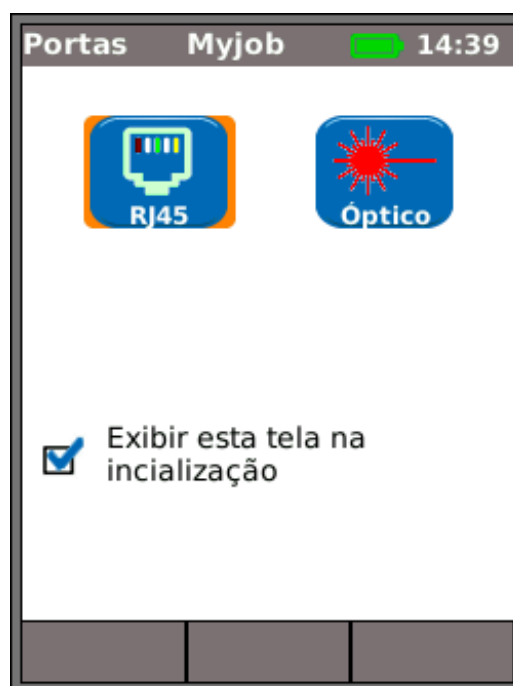 Portas Myjob 14:39
RJ45 Óptico
Exibir esta tela na
incialização